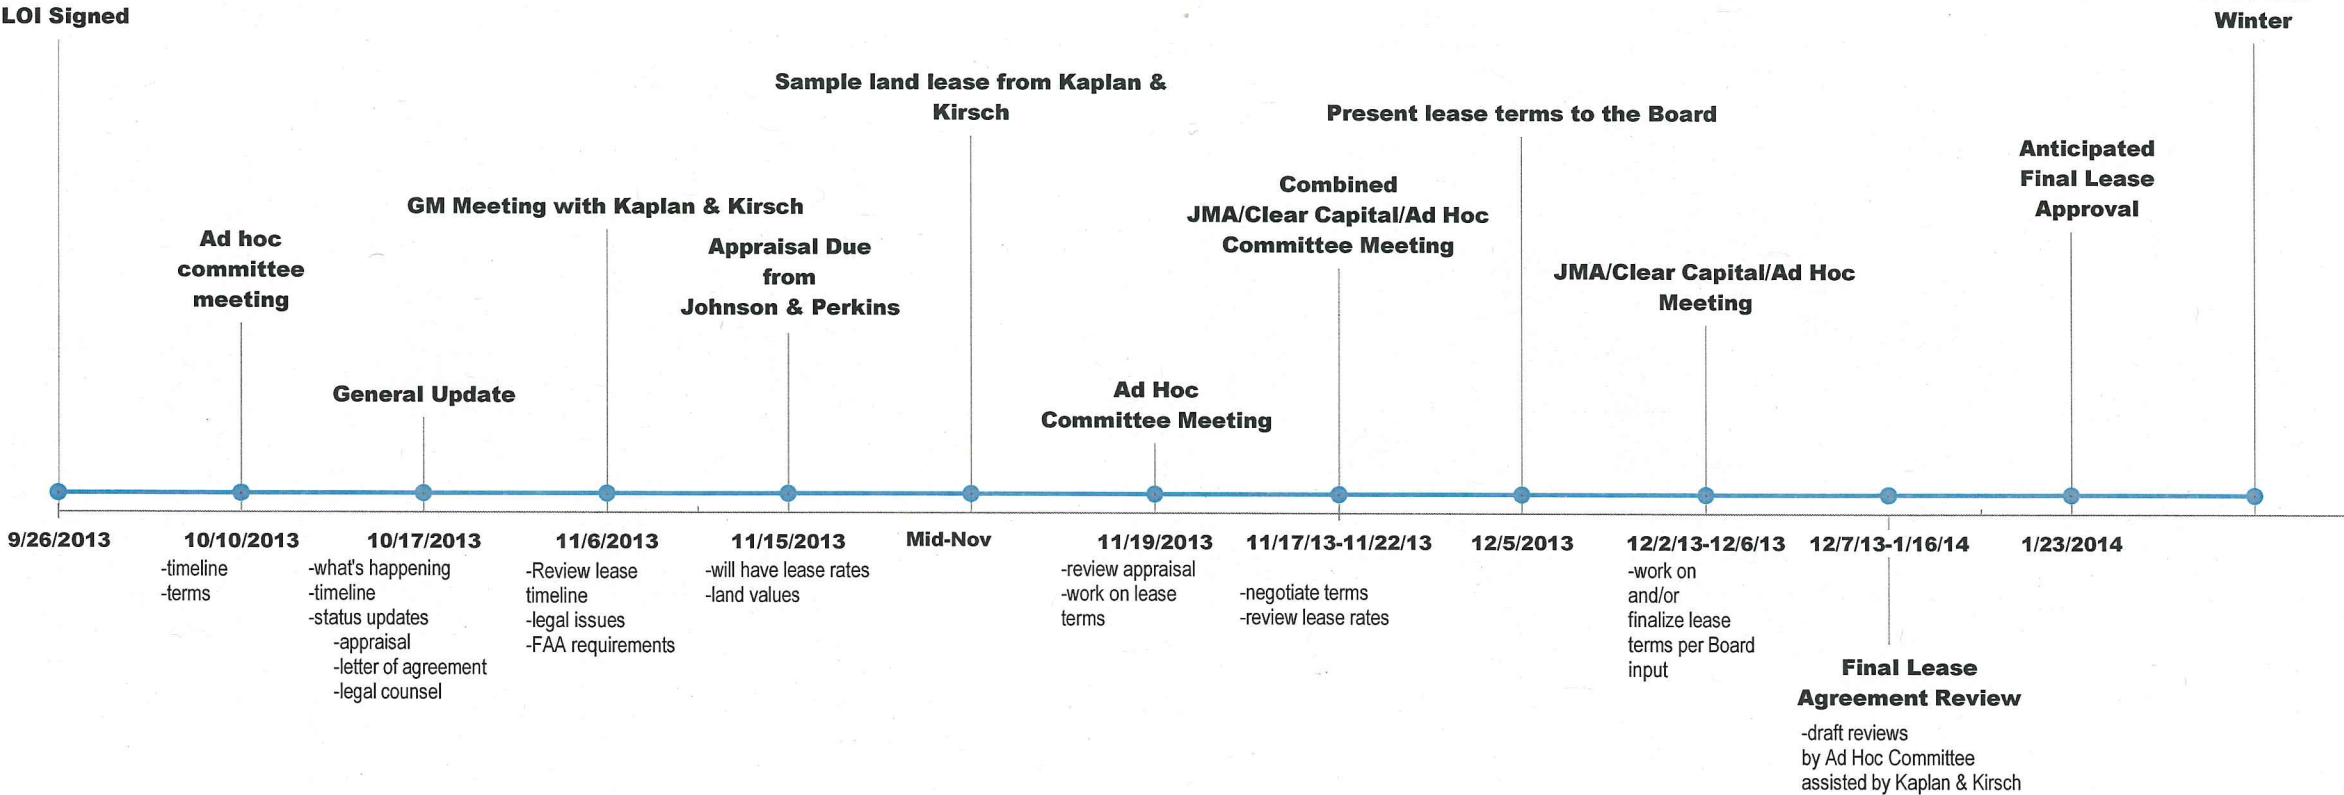 LOI Signed
Winter
Sample land lease from Kaplan &
Kirsch
Present lease terms to the Board
Anticipated
Final Lease
Approval
Combined
JMA/Clear Capital/Ad Hoc
Committee Meeting
GM Meeting with Kaplan & Kirsch
Ad hoc
committee
meeting
Appraisal Due
from
Johnson & Perkins
JMA/Clear Capital/Ad Hoc
Meeting
General Update
Ad Hoc
Committee Meeting
9/26/2013
10/10/2013
-timeline
-terms
10/17/2013
-what's happening
-timeline
-status updates
-appraisal
-letter of agreement
-legal counsel
11/6/2013
-Review lease
timeline
-legal issues
-FAA requirements
11/15/2013
-will have lease rates
-land values
Mid-Nov
11/19/2013
-review appraisal
-work on lease
terms
11/17/13-11/22/13
-negotiate terms
-review lease rates
12/5/2013
12/2/13-12/6/13
-work on
and/or
finalize lease
terms per Board
input
12/7/13-1/16/14
Final Lease
Agreement Review
-draft reviews
by Ad Hoc Committee
assisted by Kaplan & Kirsch
1/23/2014